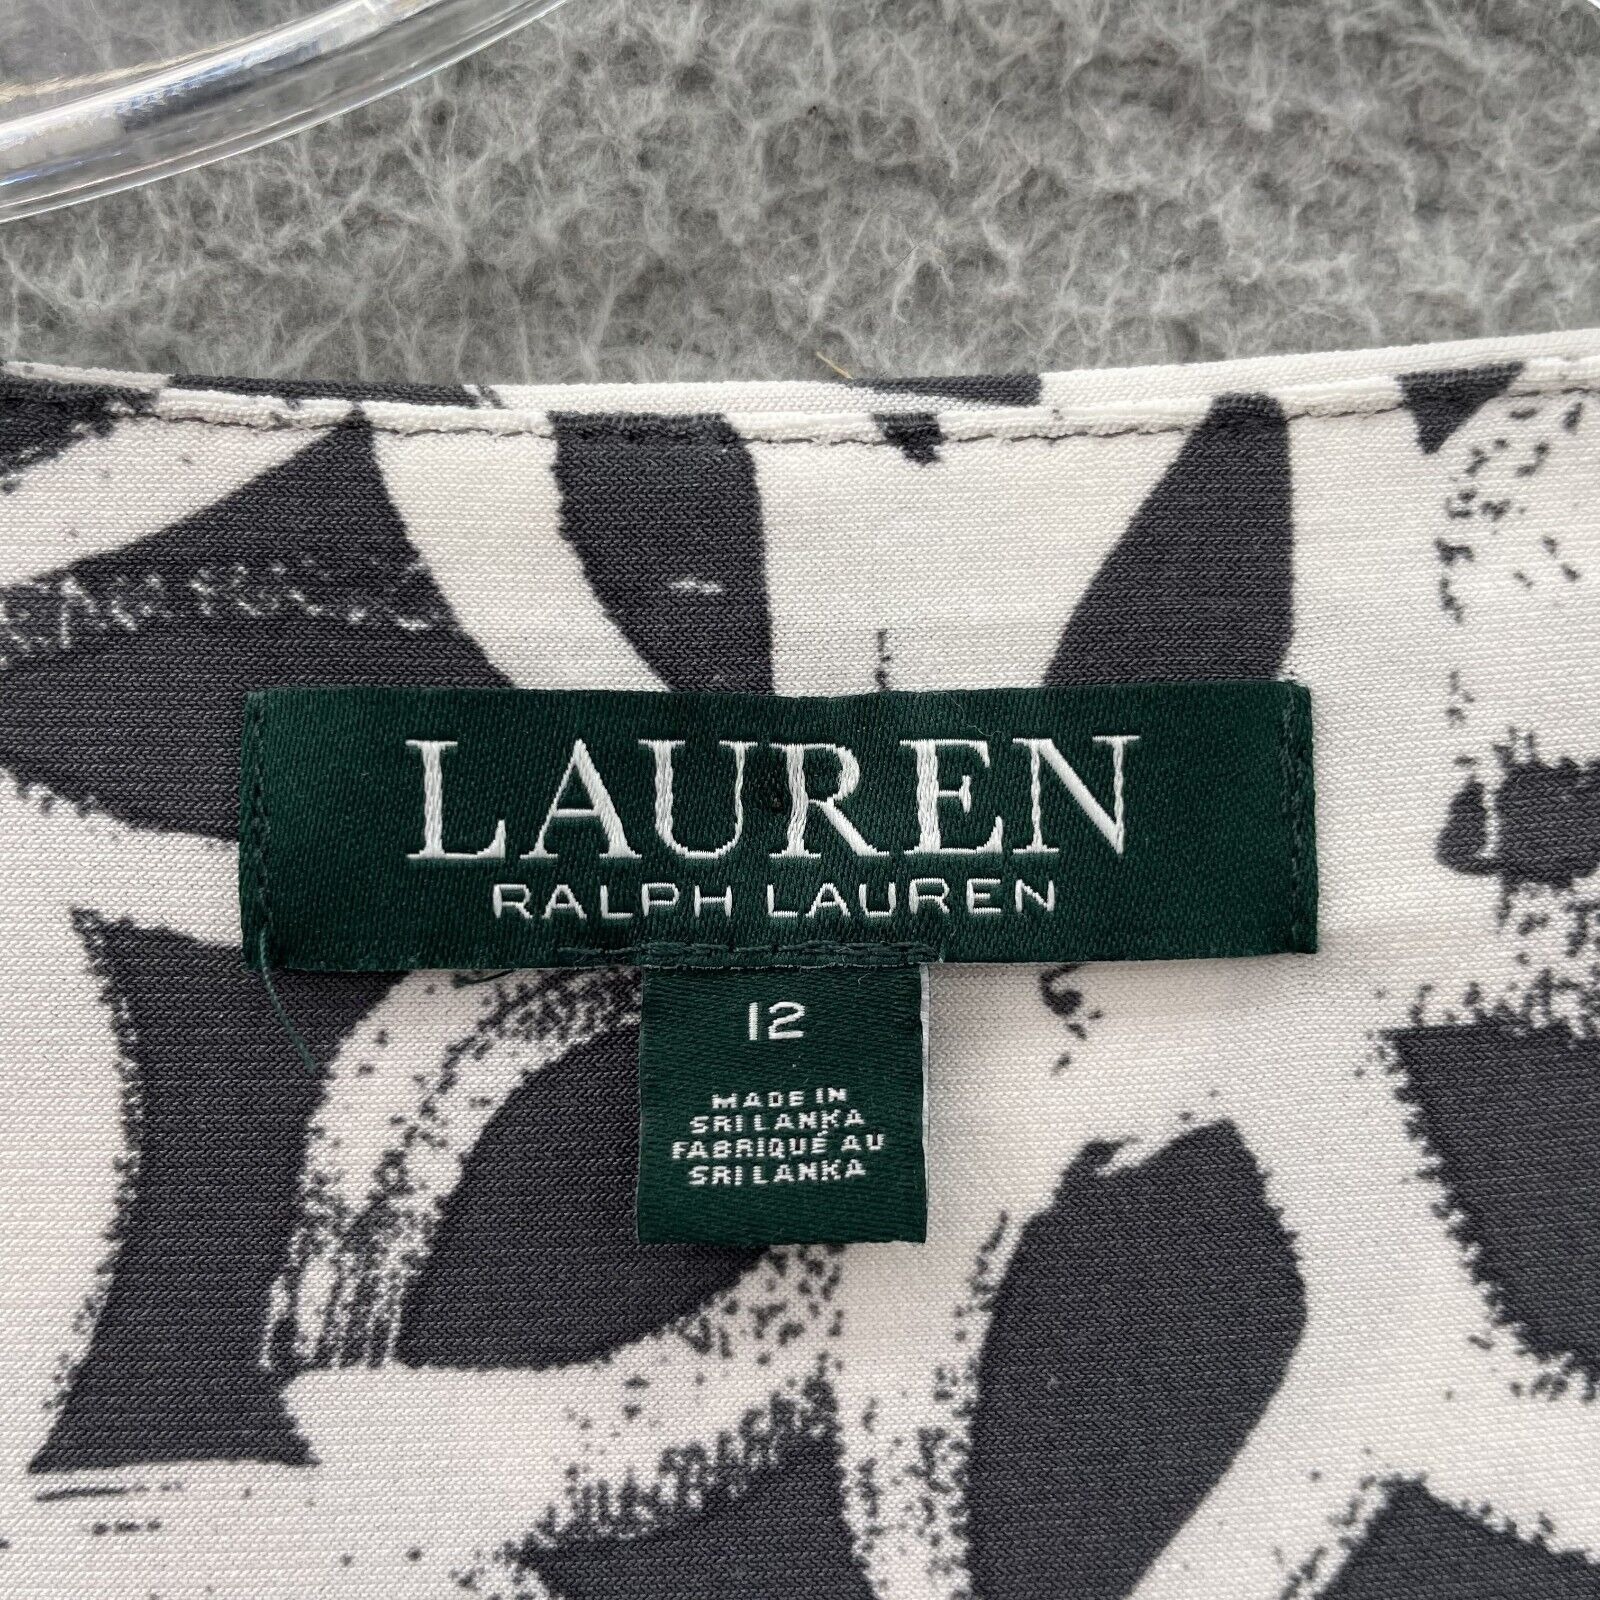 LAUREN
RALPH LAUREN
12
MADE IN
SRI LANKA
FABRIQUÉ AU
SRI LANKA